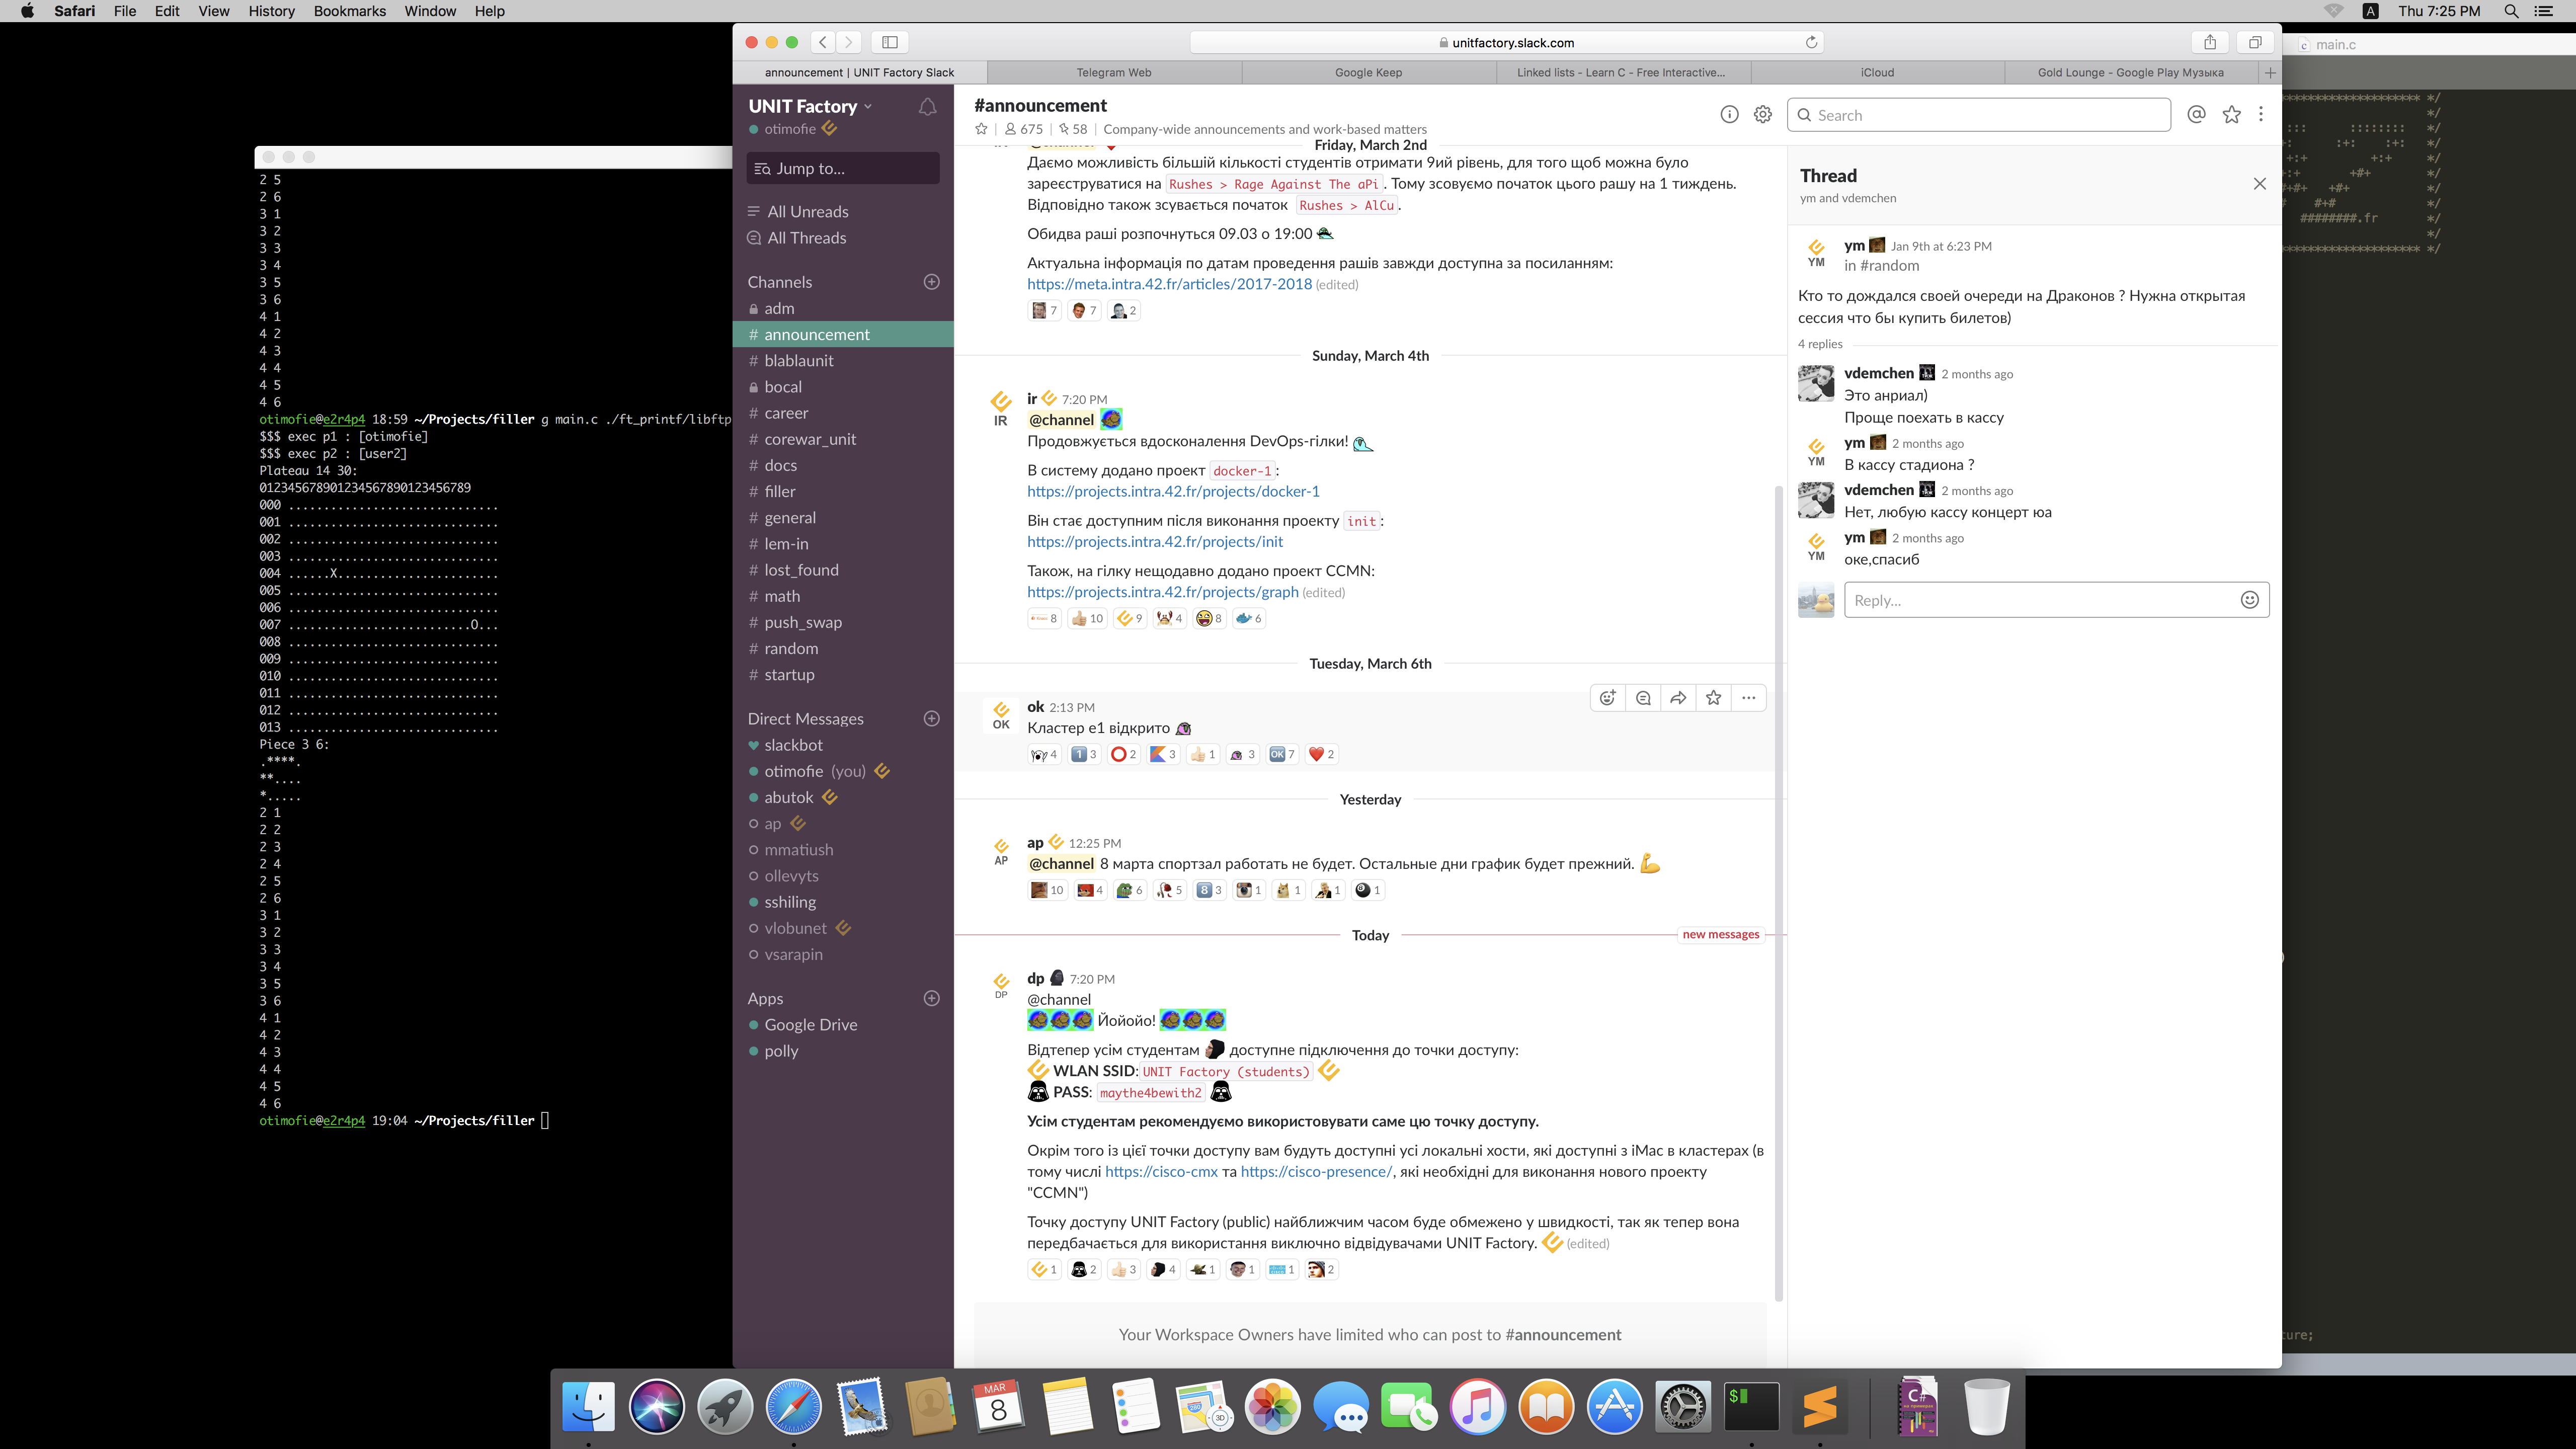 Safari File Edit View History Bookmarks Window Help
A Thu 7:25 PM
2 5
2 6
3 1
3 2
3 3
3 4
3 5
3 6
4 1
4 2
4 3
4 4
4 5
4 6
otimofie@e2r4p4 18:59 ~/Projects/filler g main.c ./ft_printf/libftp
$$$ exec p1 : [otimofie]
$$$ exec p2 : [user2]
Plateau 14 30:
012345678901234567890123456789
000 ..............................
001 ..............................
002 ..............................
003 ..............................
004 ......X.......................
005 ..............................
006 ..............................
007 ..........................O...
008 ..............................
009 ..............................
010 ..............................
011 ..............................
012 ..............................
013 ..............................
Piece 3 6:
.****.
**....
*.....
2 1
2 2
2 3
2 4
2 5
2 6
3 1
3 2
3 3
3 4
3 5
3 6
4 1
4 2
4 3
4 4
4 5
4 6
otimofie@e2r4p4 19:04 ~/Projects/filler
unitfactory.slack.com
announcement | UNIT Factory Slack
Telegram Web
Google Keep
Linked lists - Learn C - Free Interactive...
iCloud
Gold Lounge - Google Play Музыка
UNIT Factory
otimofie
Jump to...
All Unreads
All Threads
Channels
adm
# announcement
# blablaunit
bocal
# career
# corewar_unit
# docs
# filler
# general
# lem-in
# lost_found
# math
# push_swap
# random
# startup
Direct Messages
slackbot
otimofie (you)
abutok
ap
mmatiush
ollevyts
sshiling
vlobunet
vsarapin
Apps
Google Drive
polly
#announcement
675 | 58 | Company-wide announcements and work-based matters
Search
Friday, March 2nd
Даємо можливість більшій кількості студентів отримати 9ий рівень, для того щоб можна було
зареєструватися на Rushes > Rage Against The aPi. Тому зсовуємо початок цього рашу на 1 тиждень.
Відповідно також зсувається початок Rushes > AlCu.
Обидва раші розпочнуться 09.03 о 19:00
Актуальна інформація по датам проведення рашів завжди доступна за посиланням:
https://meta.intra.42.fr/articles/2017-2018 (edited)
7 7 2
Sunday, March 4th
IR
ir 7:20 PM
@channel
Продовжується вдосконалення DevOps-гілки!
В систему додано проект docker-1:
https://projects.intra.42.fr/projects/docker-1
Він стає доступним після виконання проекту init:
https://projects.intra.42.fr/projects/init
Також, на гілку нещодавно додано проект CCMN:
https://projects.intra.42.fr/projects/graph (edited)
8 10 9 4 8 6
Tuesday, March 6th
OK
ok 2:13 PM
Кластер e1 відкрито
4 1 3 2 3 1 3 OK 7 2
Yesterday
AP
ap 12:25 PM
@channel 8 марта спортзал работать не будет. Остальные дни график будет прежний.
10 4 6 5 8 3 1 1 1 1
Today
new messages
DP
dp 7:20 PM
@channel
Йойойо!
Відтепер усім студентам доступне підключення до точки доступу:
WLAN SSID: UNIT Factory (students)
PASS: maythe4bewith2
Усім студентам рекомендуємо використовувати саме цю точку доступу.
Окрім того із цієї точки доступу вам будуть доступні усі локальні хости, які доступні з iMac в кластерах (в
тому числі https://cisco-cmx та https://cisco-presence/, які необхідні для виконання нового проекту
"CCMN")
Точку доступу UNIT Factory (public) найближчим часом буде обмежено у швидкості, так як тепер вона
передбачається для використання виключно відвідувачами UNIT Factory. (edited)
1 2 3 4 1 1 1 2
Your Workspace Owners have limited who can post to #announcement
Thread
ym and vdemchen
YM
ym Jan 9th at 6:23 PM
in #random
Кто то дождался своей очереди на Драконов ? Нужна открытая
сессия что бы купить билетов)
4 replies
vdemchen 2 months ago
Это анриал)
Проще поехать в кассу
YM
ym 2 months ago
В кассу стадиона ?
vdemchen 2 months ago
Нет, любую кассу концерт юа
YM
ym 2 months ago
оке,спасиб
Reply...
main.c
########.fr
ture;
MAR
8
280
3D
$
C#